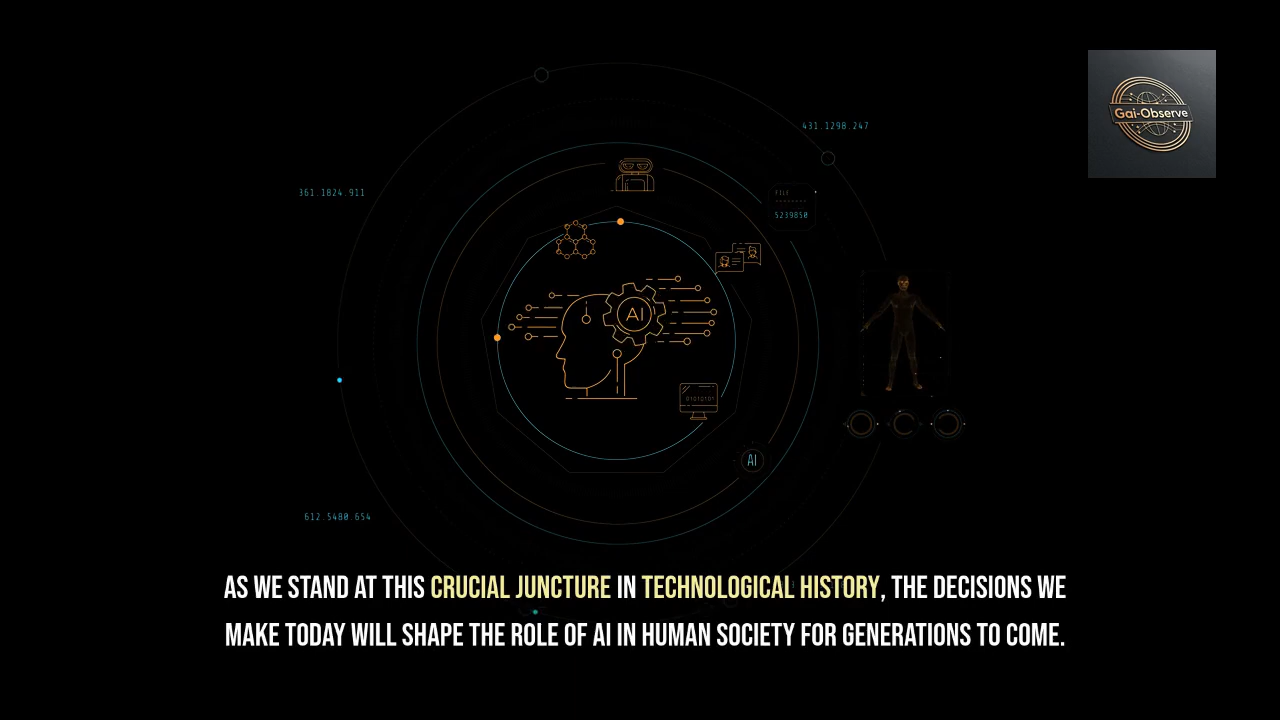 Gai-Observe
431.1298.247
361.1824.911
FILE
5239850
AI
0101010
AI
612.5480.654
AS WE STAND AT THIS CRUCIAL JUNCTURE IN TECHNOLOGICAL HISTORY, THE DECISIONS WE
MAKE TODAY WILL SHAPE THE ROLE OF AI IN HUMAN SOCIETY FOR GENERATIONS TO COME.